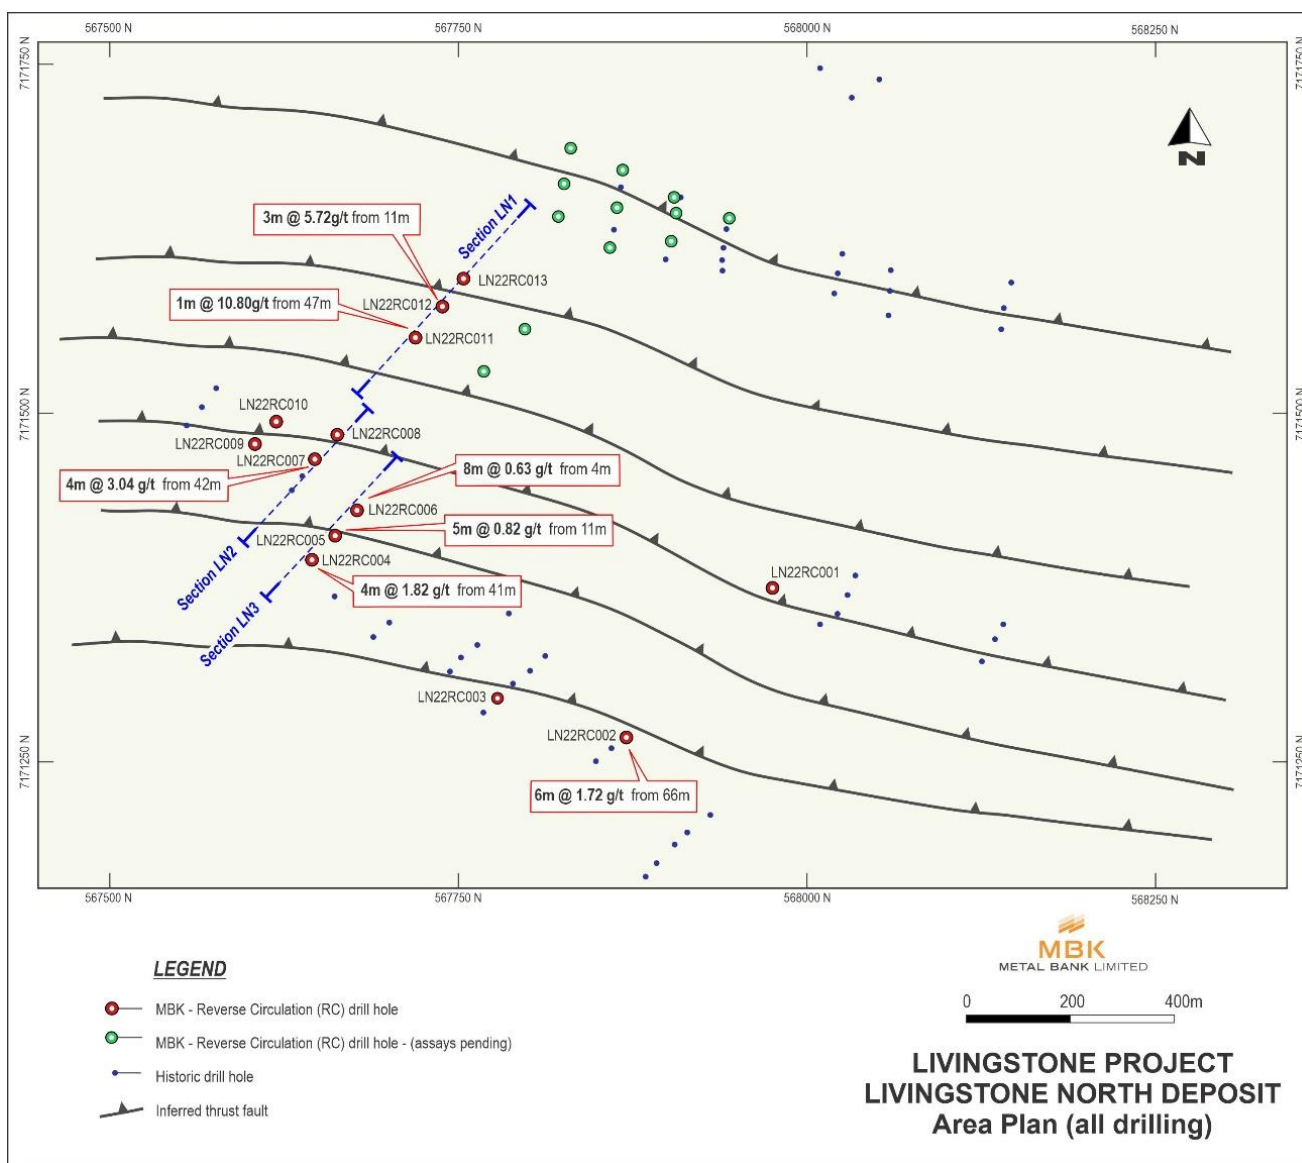 567500 N
567750 N
568000 N
568250 N
7171750 N
7171750 N
N
Section LN1
3m @ 5.72g/t from 11m
LN22RC013
1m @ 10.80g/t from 47m
LN22RC012
LN22RC011
7171500 N
7171500 N
LN22RC010
LN22RC009
LN22RC008
LN22RC007
8m @ 0.63 g/t from 4m
4m @ 3.04 g/t from 42m
LN22RC006
5m @ 0.82 g/t from 11m
LN22RC005
LN22RC004
Section LN2
4m @ 1.82 g/t from 41m
LN22RC001
Section LN3
LN22RC003
LN22RC002
7171250 N
7171250 N
6m @ 1.72 g/t from 66m
567500 N
567750 N
568000 N
568250 N
LEGEND
MBK - Reverse Circulation (RC) drill hole
MBK - Reverse Circulation (RC) drill hole - (assays pending)
Historic drill hole
Inferred thrust fault
MBK
METAL BANK LIMITED
0 200 400m
LIVINGSTONE PROJECT
LIVINGSTONE NORTH DEPOSIT
Area Plan (all drilling)